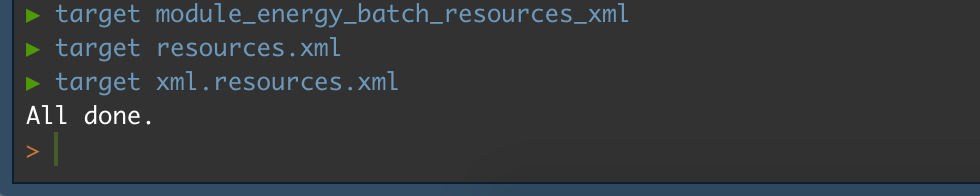 ▶ target module_energy_batch_resources_xml
▶ target resources.xml
▶ target xml.resources.xml
All done.
>